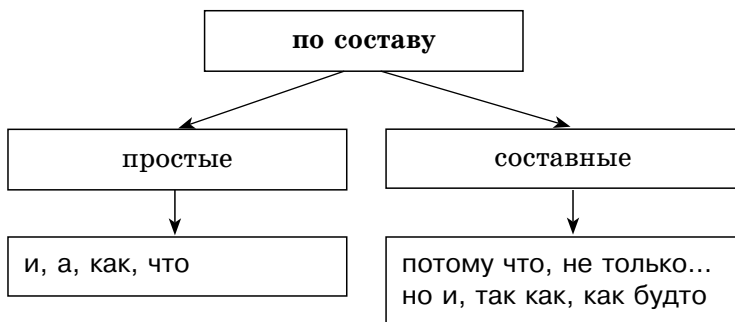 по составу
простые
составные
и, а, как, что
потому что, не только...
но и, так как, как будто